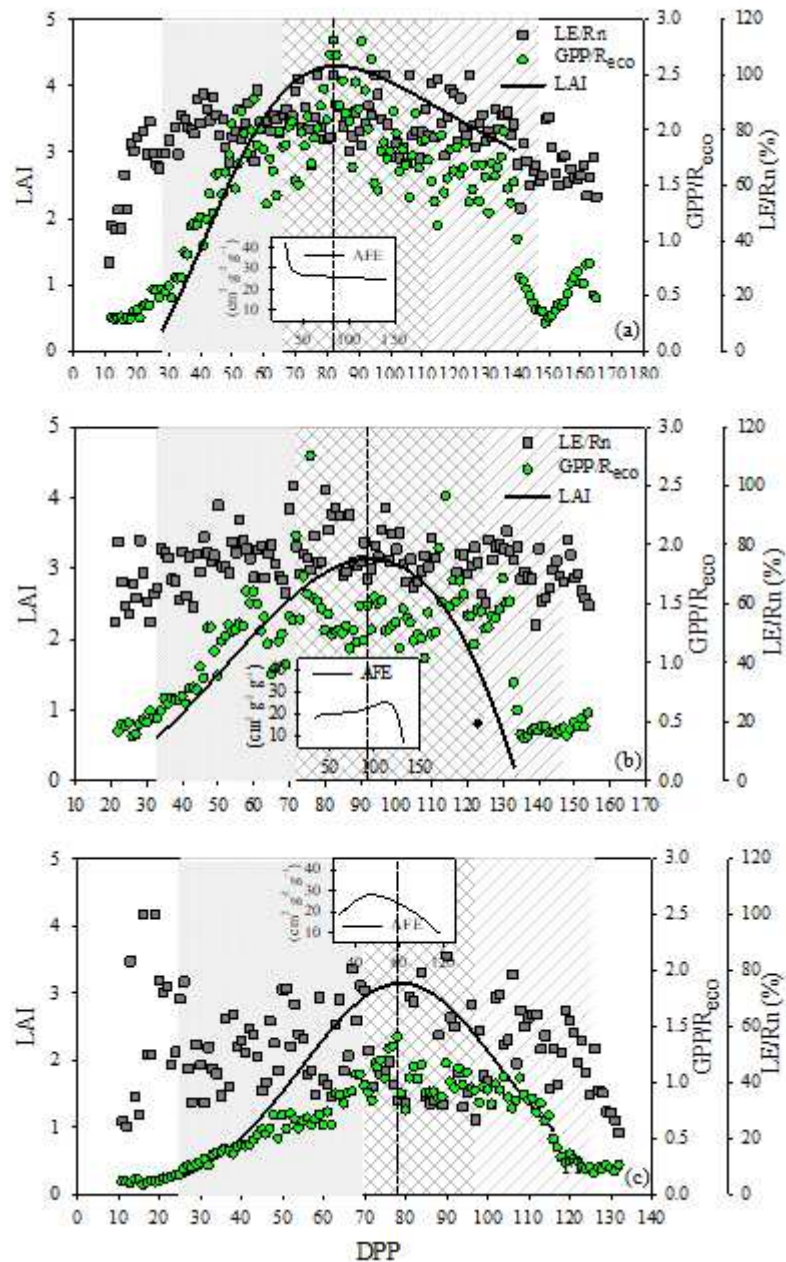 5 3.0 120
LE/Rn
GPP/Reco
LAI
4 2.5 100
3 2.0 80
1.5 60
2 1.0 40
1 0.5 20
0 0.0 0
LAI
GPP/Reco
LE/Rn (%)
40
30
20
10
AFE
(cm² g⁻¹ g⁻¹)
50 100 150
(a)
10 20 30 40 50 60 70 80 90 100 110 120 130 140 150 160 170 180
5 3.0 120
LE/Rn
GPP/Reco
LAI
4 2.5 100
3 2.0 80
1.5 60
2 1.0 40
1 0.5 20
0 0.0 0
LAI
GPP/Reco
LE/Rn (%)
40
30
20
10
AFE
(cm² g⁻¹ g⁻¹)
50 100 150
(b)
10 20 30 40 50 60 70 80 90 100 110 120 130 140 150 160 170
5 3.0 120
4 2.5 100
3 2.0 80
1.5 60
2 1.0 40
1 0.5 20
0 0.0 0
LAI
GPP/Reco
LE/Rn (%)
40
30
20
10
AFE
40 80 120
(c)
0 10 20 30 40 50 60 70 80 90 100 110 120 130 140
DPP